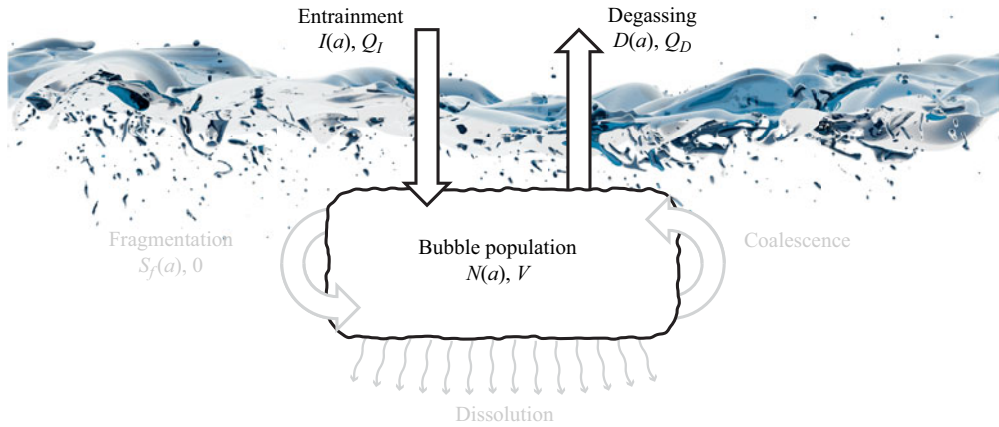 Entrainment
I(a), Q_I
Degassing
D(a), Q_D
Fragmentation
S_f(a), 0
Bubble population
N(a), V
Coalescence
Dissolution